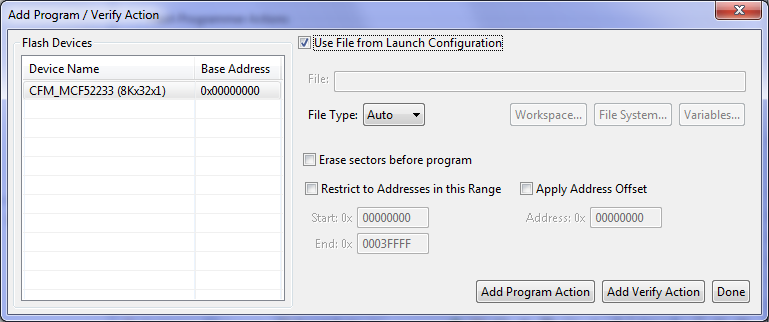 Add Program / Verify Action
Flash Devices
Device Name Base Address
CFM_MCF52233 (8Kx32x1) 0x00000000
Use File from Launch Configuration
File:
File Type: Auto Workspace... File System... Variables...
Erase sectors before program
Restrict to Addresses in this Range Apply Address Offset
Start: 0x 00000000 Address: 0x 00000000
End: 0x 0003FFFF
Add Program Action Add Verify Action Done